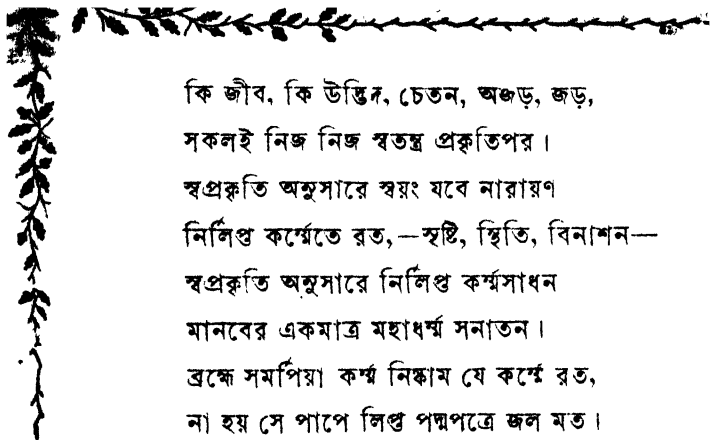 কি জীব, কি উদ্ভিদ, চেতন, অজড়, জড়,
সকলই নিজ নিজ স্বতন্ত্র প্রকৃতিপর।
স্বপ্রকৃতি অনুসারে স্বয়ং যবে নারায়ণ
নির্লিপ্ত কর্ম্মেতে রত,—সৃষ্টি, স্থিতি, বিনাশন—
স্বপ্রকৃতি অনুসারে নির্লিপ্ত কর্ম্মসাধন
মানবের একমাত্র মহাধর্ম্ম সনাতন।
ব্রহ্মে সমর্পিয়া কর্ম্ম নিষ্কাম যে কর্ম্মে রত,
না হয় সে পাপে লিপ্ত পদ্মপত্রে জল মত।